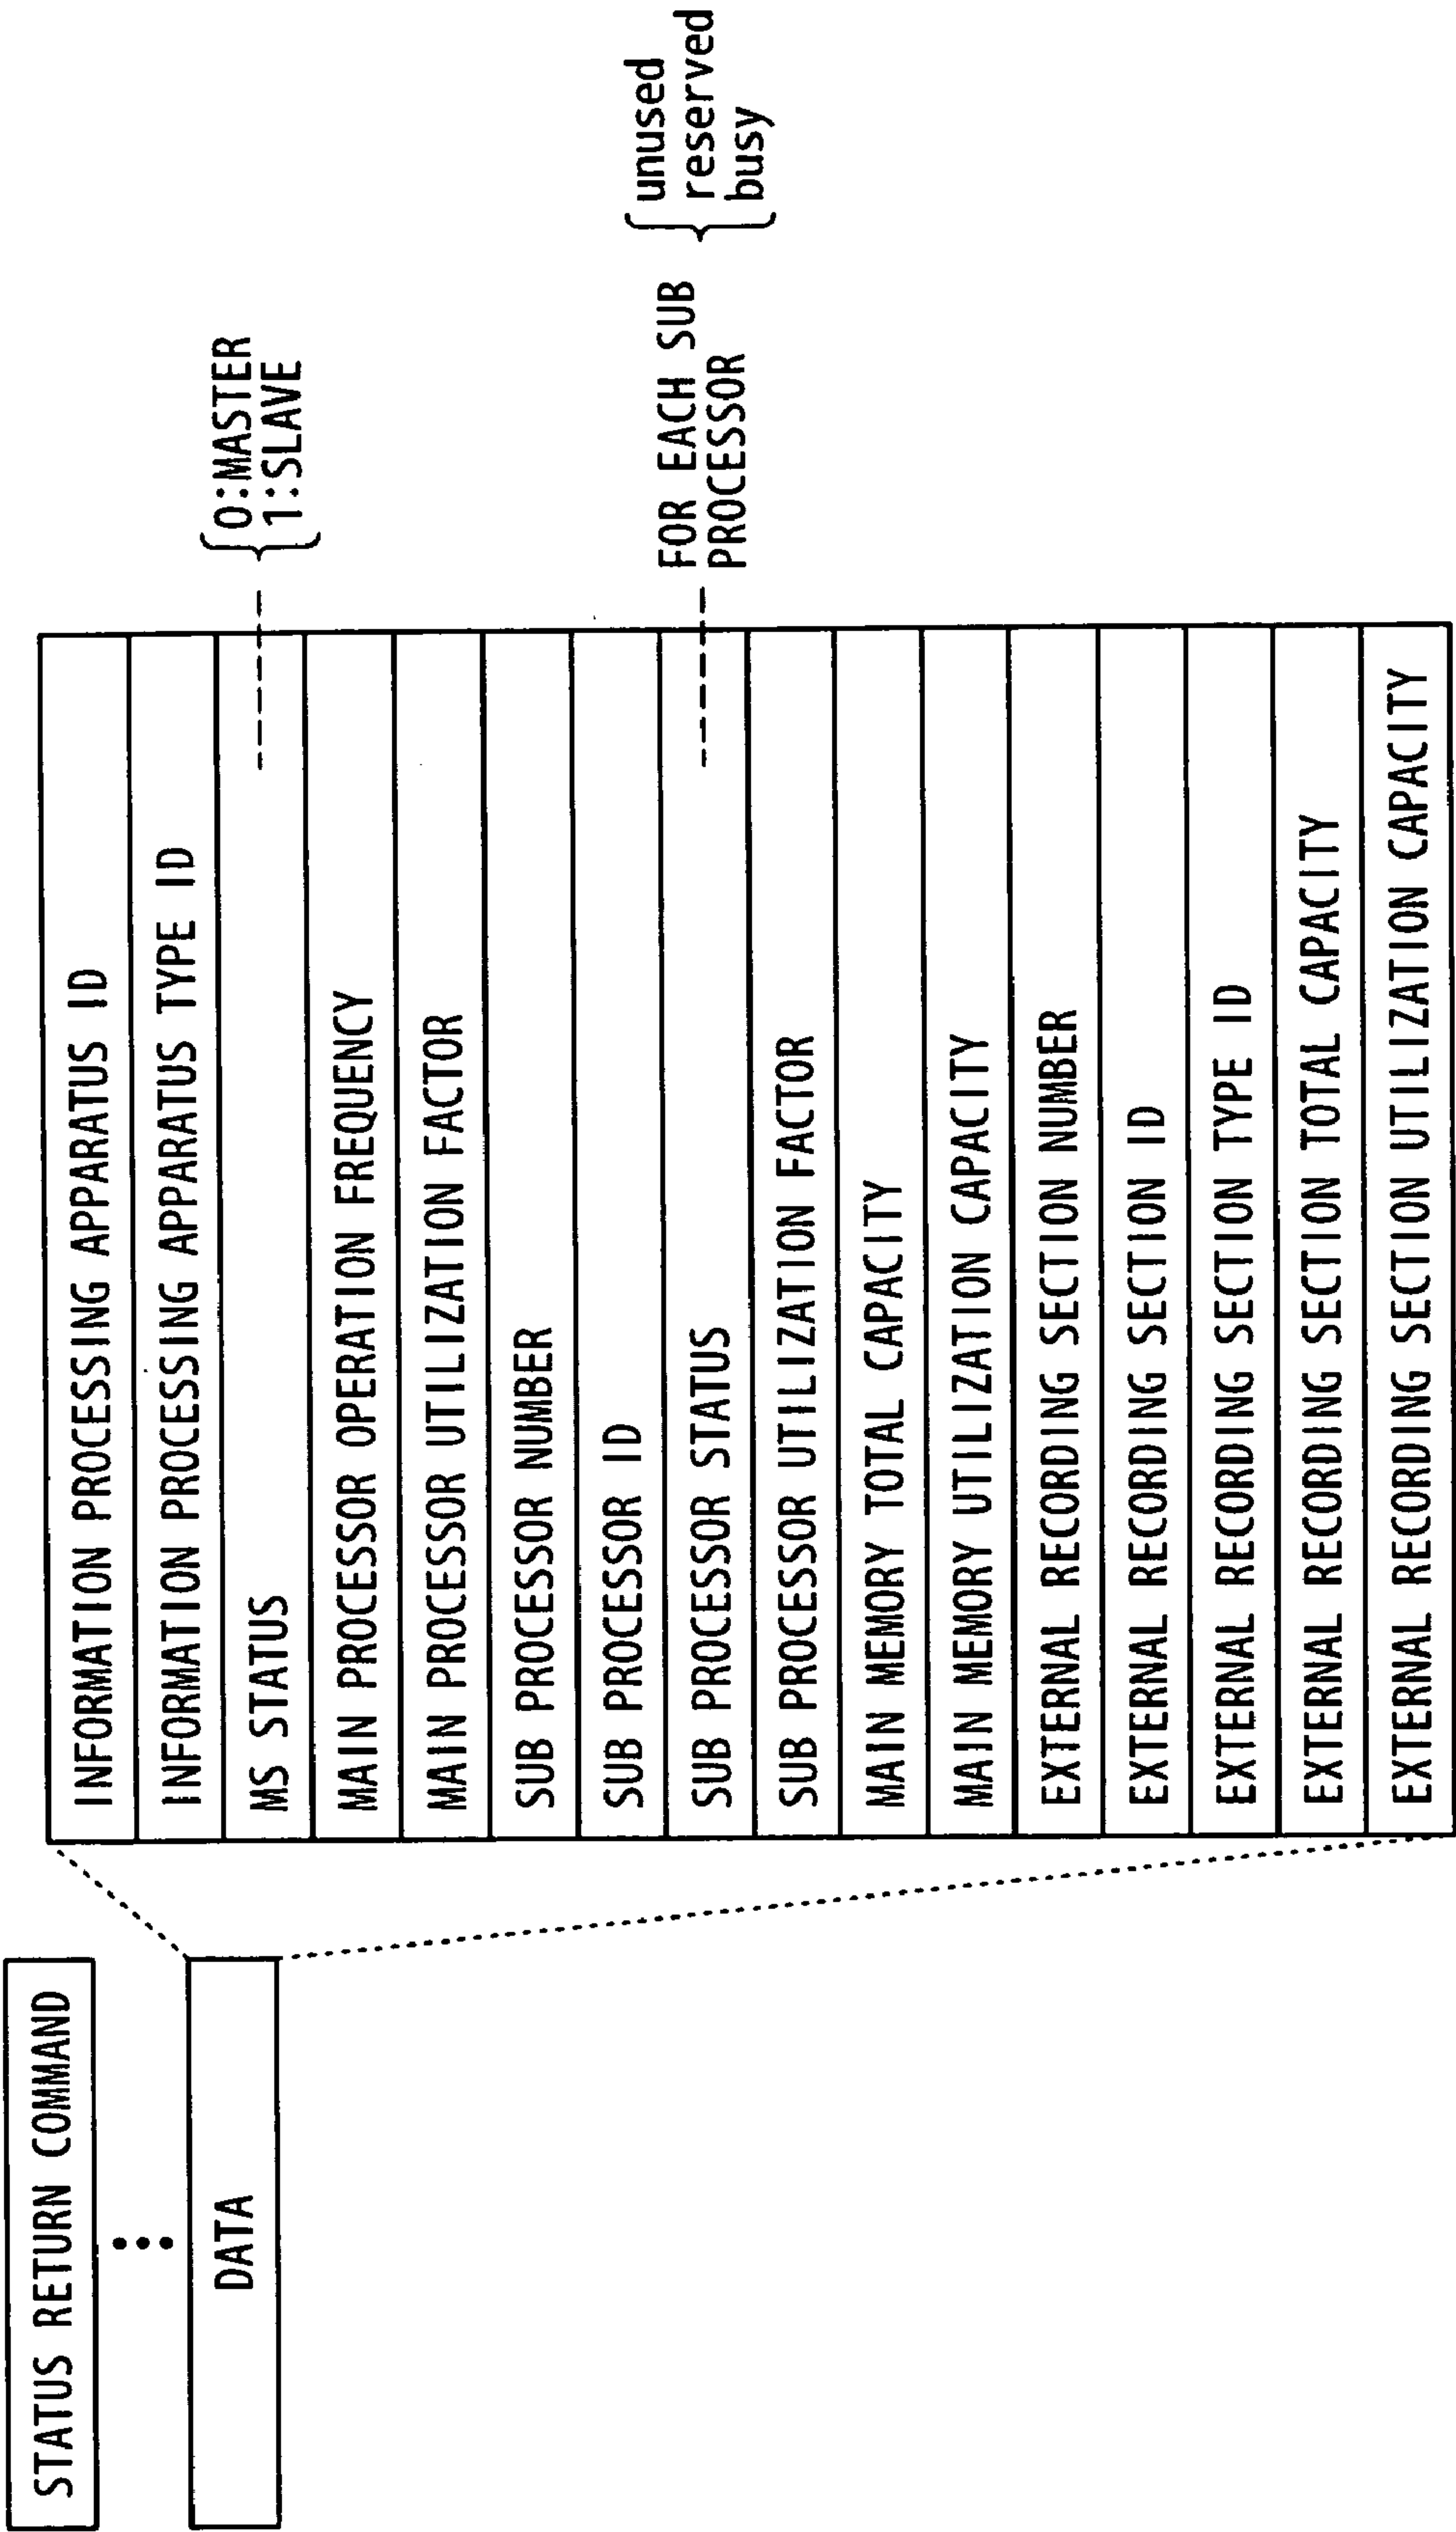 STATUS RETURN COMMAND
DATA
INFORMATION PROCESSING APPARATUS ID
INFORMATION PROCESSING APPARATUS TYPE ID
MS STATUS
0:MASTER
1:SLAVE
MAIN PROCESSOR OPERATION FREQUENCY
MAIN PROCESSOR UTILIZATION FACTOR
SUB PROCESSOR NUMBER
SUB PROCESSOR ID
SUB PROCESSOR STATUS
FOR EACH SUB
PROCESSOR
unused
reserved
busy
SUB PROCESSOR UTILIZATION FACTOR
MAIN MEMORY TOTAL CAPACITY
MAIN MEMORY UTILIZATION CAPACITY
EXTERNAL RECORDING SECTION NUMBER
EXTERNAL RECORDING SECTION ID
EXTERNAL RECORDING SECTION TYPE ID
EXTERNAL RECORDING SECTION TOTAL CAPACITY
EXTERNAL RECORDING SECTION UTILIZATION CAPACITY